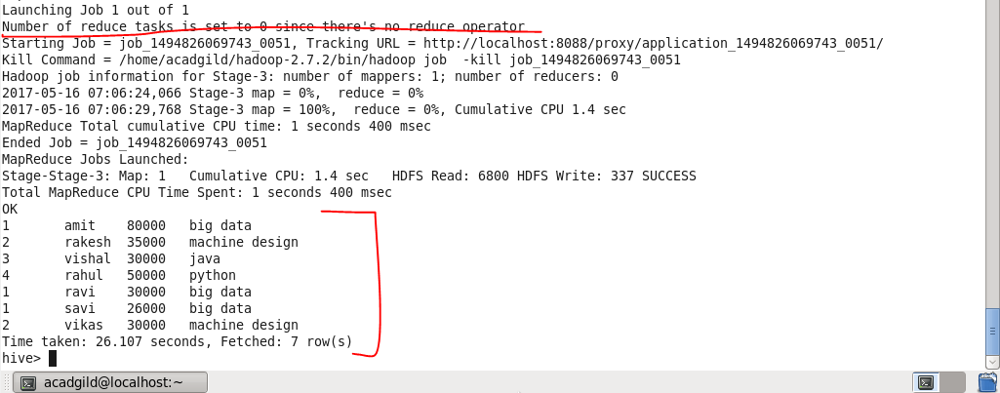 Launching Job 1 out of 1
Number of reduce tasks is set to 0 since there's no reduce operator
Starting Job = job_1494826069743_0051, Tracking URL = http://localhost:8088/proxy/application_1494826069743_0051/
Kill Command = /home/acadgild/hadoop-2.7.2/bin/hadoop job  -kill job_1494826069743_0051
Hadoop job information for Stage-3: number of mappers: 1; number of reducers: 0
2017-05-16 07:06:24,066 Stage-3 map = 0%,  reduce = 0%
2017-05-16 07:06:29,768 Stage-3 map = 100%,  reduce = 0%, Cumulative CPU 1.4 sec
MapReduce Total cumulative CPU time: 1 seconds 400 msec
Ended Job = job_1494826069743_0051
MapReduce Jobs Launched:
Stage-Stage-3: Map: 1   Cumulative CPU: 1.4 sec   HDFS Read: 6800 HDFS Write: 337 SUCCESS
Total MapReduce CPU Time Spent: 1 seconds 400 msec
OK
1       amit    80000   big data
2       rakesh  35000   machine design
3       vishal  30000   java
4       rahul   50000   python
1       ravi    30000   big data
1       savi    26000   big data
2       vikas   30000   machine design
Time taken: 26.107 seconds, Fetched: 7 row(s)
hive>
acadgild@localhost:~